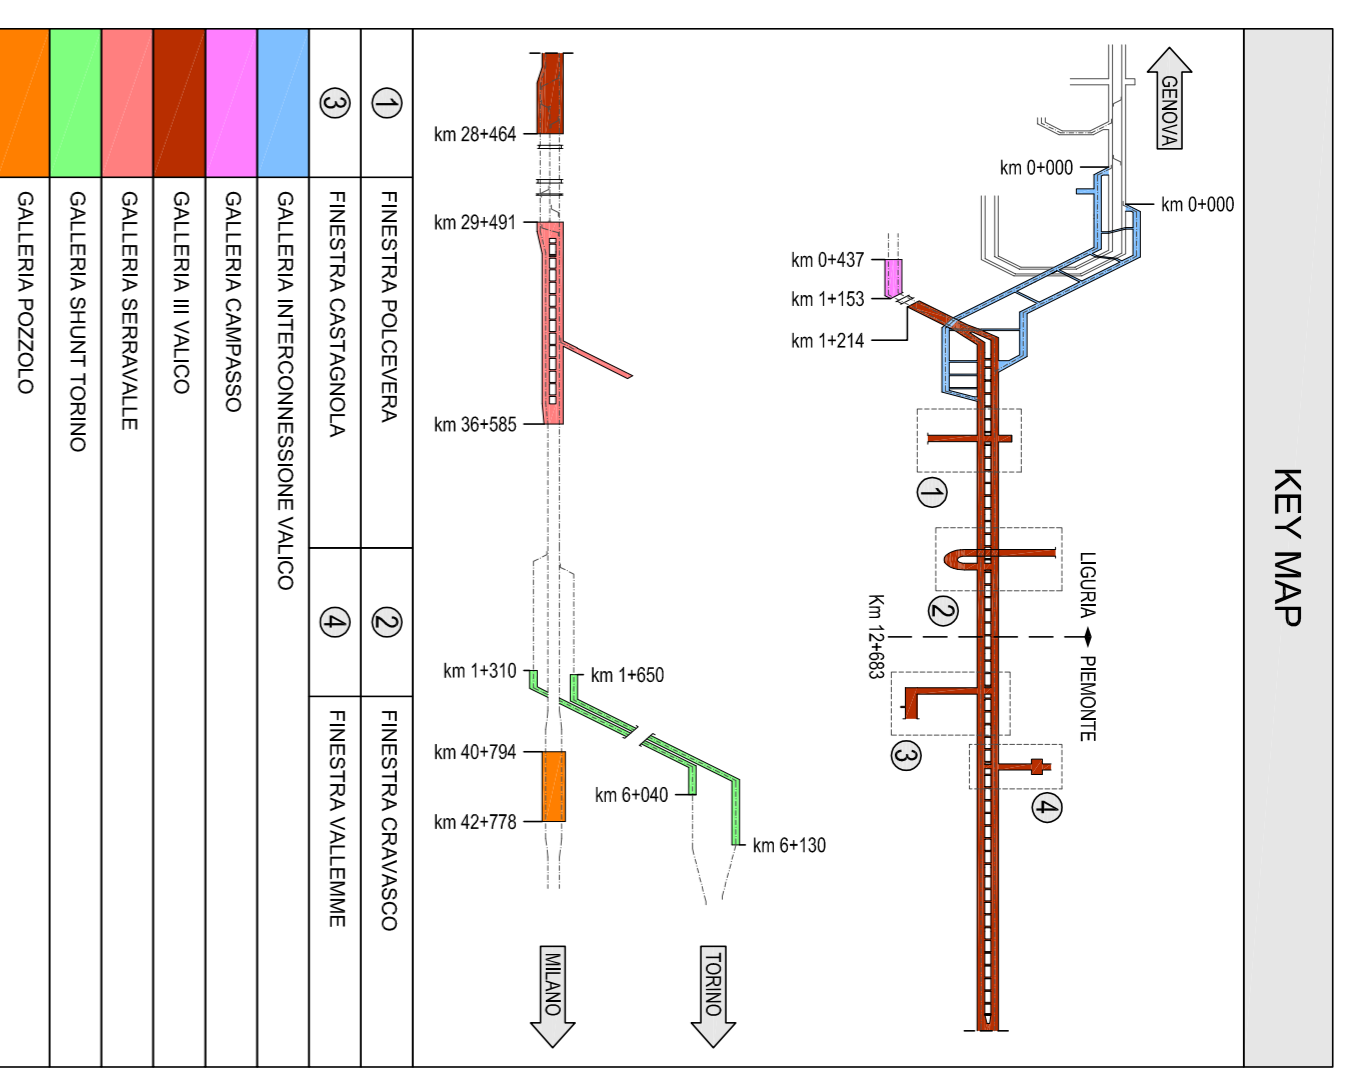 KEY MAP
GENOVA
km 0+000
km 0+000
km 0+437
km 1+153
km 1+214
1
2
LIGURIA
PIEMONTE
Km 12+683
3
4
km 28+464
km 29+491
km 36+585
km 1+310
km 1+650
km 40+794
km 6+040
km 42+778
km 6+130
MILANO
TORINO
1 FINESTRA POLCEVERA 2 FINESTRA CRAVASCO
3 FINESTRA CASTAGNOLA 4 FINESTRA VALLEMME
GALLERIA INTERCONNESSIONE VALICO
GALLERIA CAMPASSO
GALLERIA III VALICO
GALLERIA SERRAVALLE
GALLERIA SHUNT TORINO
GALLERIA POZZOLO